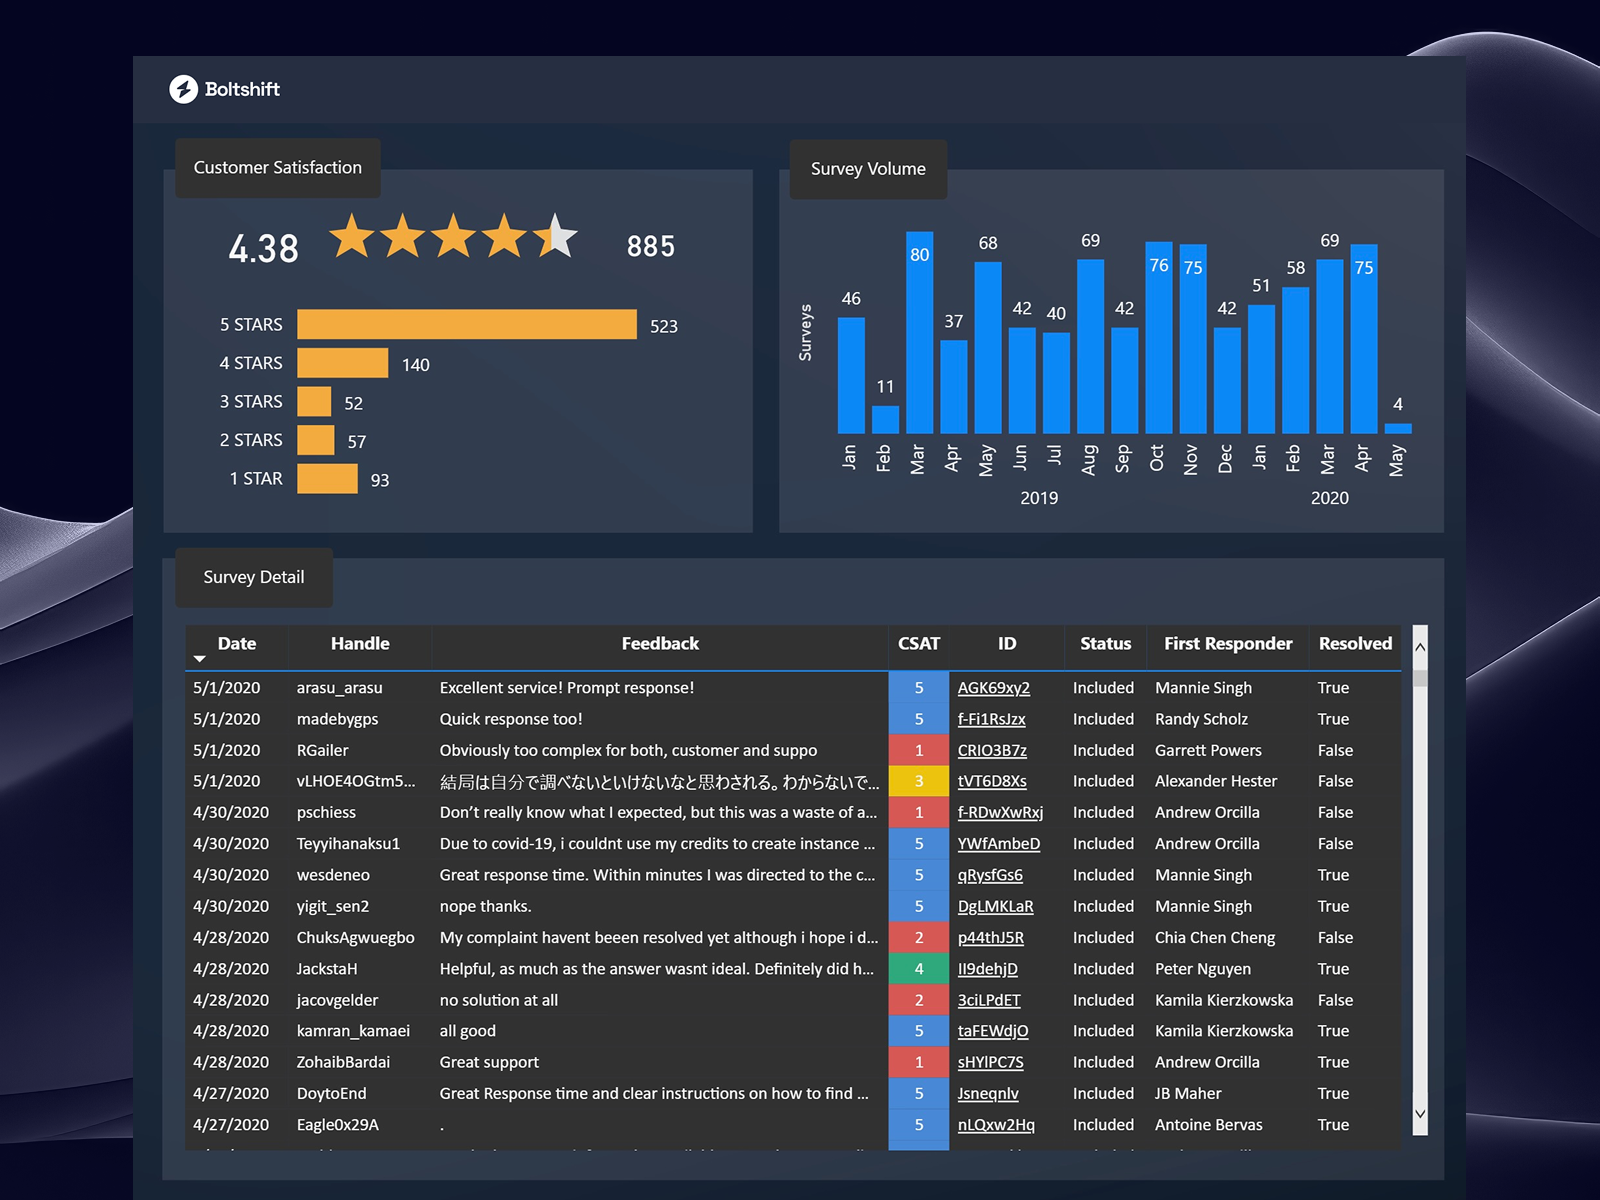 Boltshift
Customer Satisfaction
4.38
885
5 STARS 523
4 STARS 140
3 STARS 52
2 STARS 57
1 STAR 93
Survey Volume
Surveys
46 11 80 37 68 42 40 69 42 76 75 42 51 58 69 75 4
Jan Feb Mar Apr May Jun Jul Aug Sep Oct Nov Dec Jan Feb Mar Apr May
2019 2020
Survey Detail
Date Handle Feedback CSAT ID Status First Responder Resolved
5/1/2020 arasu_arasu Excellent service! Prompt response! 5 AGK69xy2 Included Mannie Singh True
5/1/2020 madebygps Quick response too! 5 f-Fi1RsJzx Included Randy Scholz True
5/1/2020 RGailer Obviously too complex for both, customer and suppo 1 CRIO3B7z Included Garrett Powers False
5/1/2020 vLHOE4OGtm5... 結局は自分で調べないといけないなと思わされる。わからないで... 3 tVT6D8Xs Included Alexander Hester False
4/30/2020 pschiess Don't really know what I expected, but this was a waste of a... 1 f-RDwXwRxj Included Andrew Orcilla False
4/30/2020 Teyyihanaksu1 Due to covid-19, i couldnt use my credits to create instance ... 5 YWfAmbeD Included Andrew Orcilla False
4/30/2020 wesdeneo Great response time. Within minutes I was directed to the c... 5 qRysfGs6 Included Mannie Singh True
4/30/2020 yigit_sen2 nope thanks. 5 DgLMKLaR Included Mannie Singh True
4/28/2020 ChuksAgwuegbo My complaint havent beeen resolved yet although i hope i d... 2 p44thJ5R Included Chia Chen Cheng False
4/28/2020 JackstaH Helpful, as much as the answer wasnt ideal. Definitely did h... 4 II9dehjD Included Peter Nguyen True
4/28/2020 jacovgelder no solution at all 2 3ciLPdET Included Kamila Kierzkowska False
4/28/2020 kamran_kamaei all good 5 taFEWdjO Included Kamila Kierzkowska True
4/28/2020 ZohaibBardai Great support 1 sHYlPC7S Included Andrew Orcilla True
4/27/2020 DoytoEnd Great Response time and clear instructions on how to find ... 5 Jsneqnlv Included JB Maher True
4/27/2020 Eagle0x29A . 5 nLQxw2Hq Included Antoine Bervas True